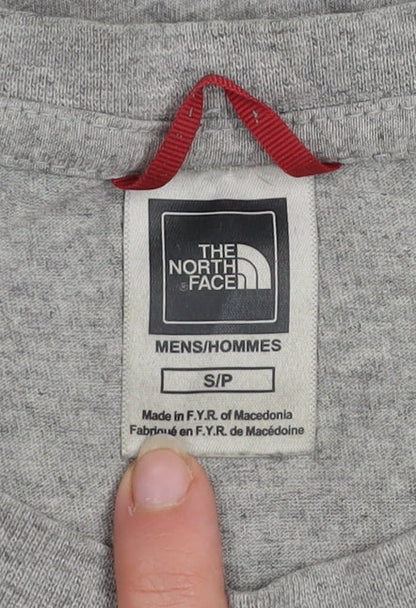 THE
NORTH
FACE®
MENS/HOMMES
S/P
Made in F.Y.R. of Macedonia
Fabriqué en F.Y.R. de Macédoine